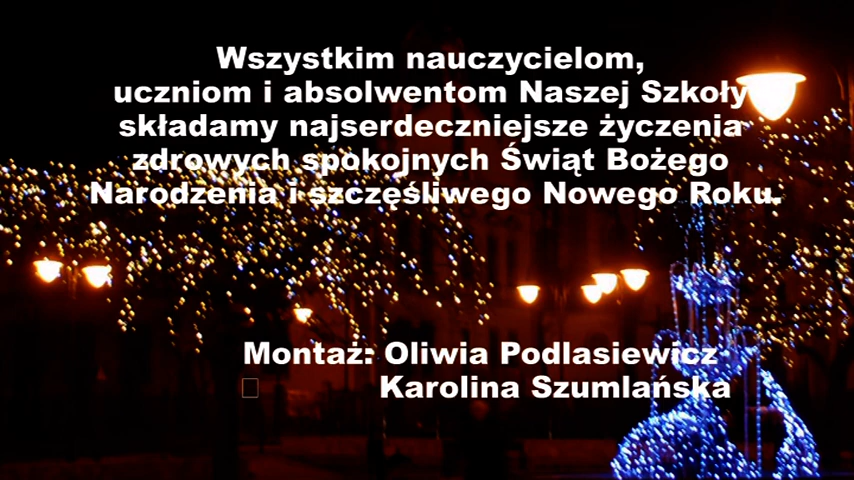 Wszystkim nauczycielom,
uczniom i absolwentom Naszej Szkoły
składamy najserdeczniejsze życzenia
zdrowych spokojnych Świąt Bożego
Narodzenia i szczęśliwego Nowego Roku.
Montaż: Oliwia Podlasiewicz
Karolina Szumlańska